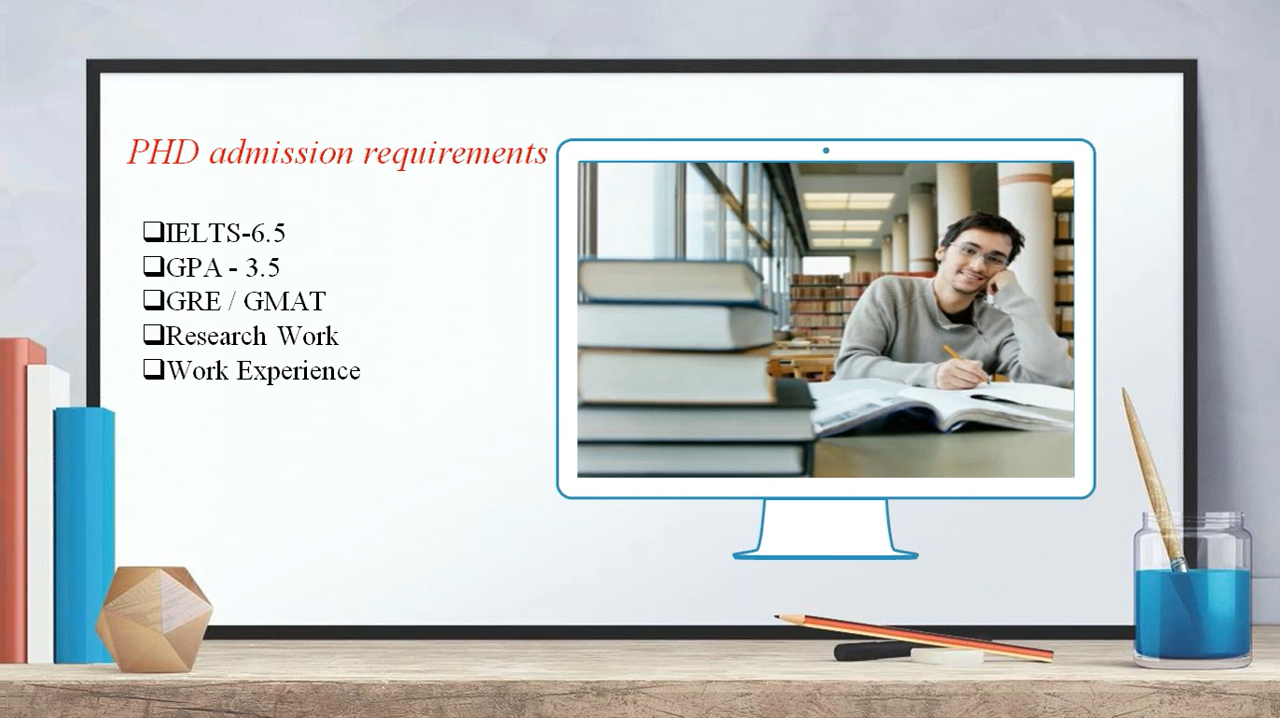 PHD admission requirements
❑IELTS-6.5
❑GPA - 3.5
❑GRE / GMAT
❑Research Work
❑Work Experience